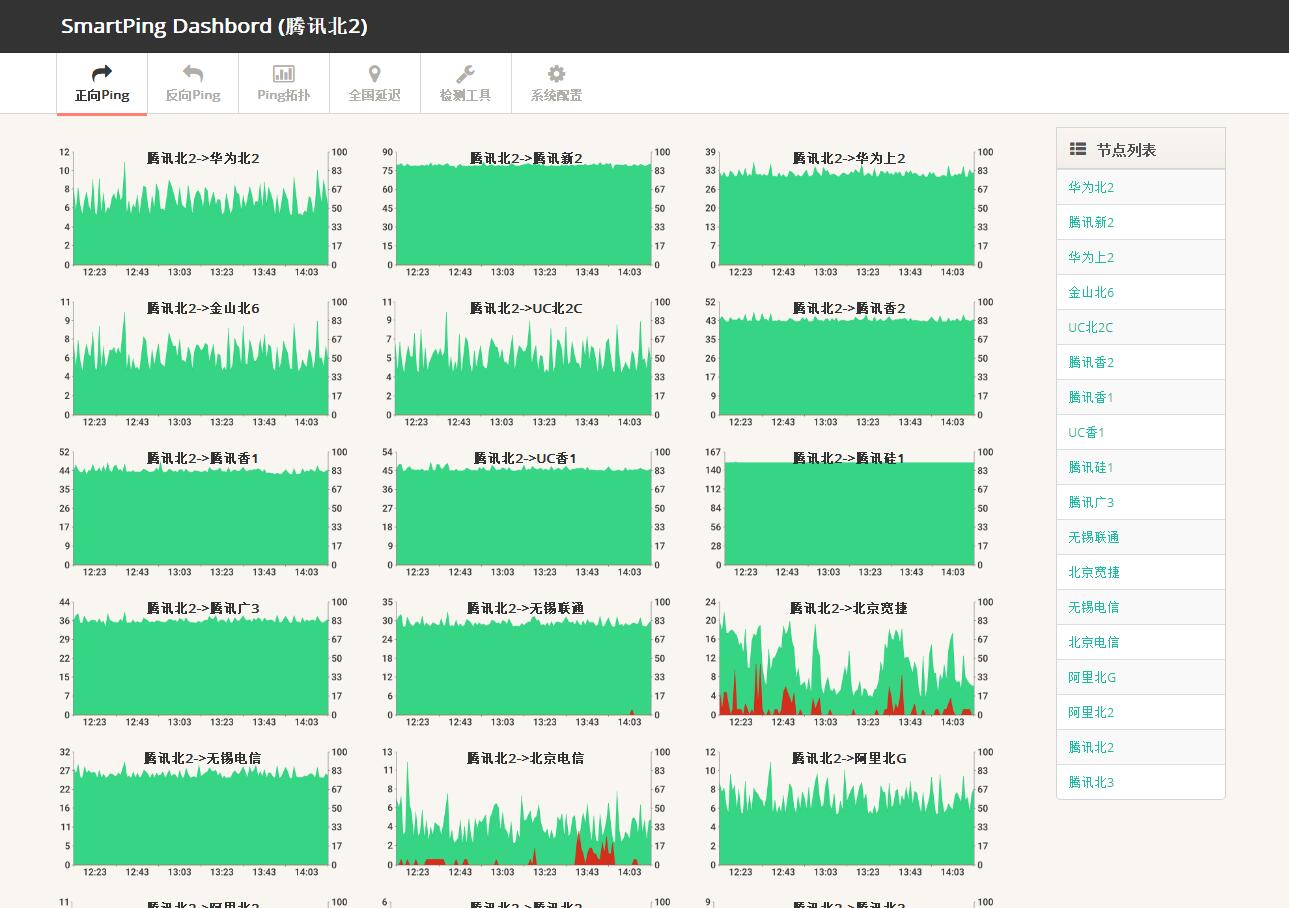 SmartPing Dashbord (腾讯北2)
正向Ping
反向Ping
Ping拓扑
全国延迟
检测工具
系统配置
腾讯北2->华为北2
12 10 8 6 4 2 0
100 83 67 50 33 17 0
12:23 12:43 13:03 13:23 13:43 14:03
腾讯北2->腾讯新2
90 75 60 45 30 15 0
100 83 67 50 33 17 0
12:23 12:43 13:03 13:23 13:43 14:03
腾讯北2->华为上2
39 33 26 20 13 7 0
100 83 67 50 33 17 0
12:23 12:43 13:03 13:23 13:43 14:03
腾讯北2->金山北6
11 9 8 6 4 2 0
100 83 67 50 33 17 0
12:23 12:43 13:03 13:23 13:43 14:03
腾讯北2->UC北2C
11 9 7 5 4 2 0
100 83 67 50 33 17 0
12:23 12:43 13:03 13:23 13:43 14:03
腾讯北2->腾讯香2
52 43 35 26 17 9 0
100 83 67 50 33 17 0
12:23 12:43 13:03 13:23 13:43 14:03
腾讯北2->腾讯香1
52 44 35 26 17 9 0
100 83 67 50 33 17 0
12:23 12:43 13:03 13:23 13:43 14:03
腾讯北2->UC香1
54 45 36 27 18 9 0
100 83 67 50 33 17 0
12:23 12:43 13:03 13:23 13:43 14:03
腾讯北2->腾讯硅1
167 140 112 84 56 28 0
100 83 67 50 33 17 0
12:23 12:43 13:03 13:23 13:43 14:03
腾讯北2->腾讯广3
44 36 29 22 15 7 0
100 83 67 50 33 17 0
12:23 12:43 13:03 13:23 13:43 14:03
腾讯北2->无锡联通
35 30 24 18 12 6 0
100 83 67 50 33 17 0
12:23 12:43 13:03 13:23 13:43 14:03
腾讯北2->北京宽捷
24 20 16 12 8 4 0
100 83 67 50 33 17 0
12:23 12:43 13:03 13:23 13:43 14:03
腾讯北2->无锡电信
32 27 22 16 11 5 0
100 83 67 50 33 17 0
12:23 12:43 13:03 13:23 13:43 14:03
腾讯北2->北京电信
13 11 8 6 4 2 0
100 83 67 50 33 17 0
12:23 12:43 13:03 13:23 13:43 14:03
腾讯北2->阿里北G
12 10 8 6 4 2 0
100 83 67 50 33 17 0
12:23 12:43 13:03 13:23 13:43 14:03
11
100
6
100
9
100
节点列表
华为北2
腾讯新2
华为上2
金山北6
UC北2C
腾讯香2
腾讯香1
UC香1
腾讯硅1
腾讯广3
无锡联通
北京宽捷
无锡电信
北京电信
阿里北G
阿里北2
腾讯北2
腾讯北3